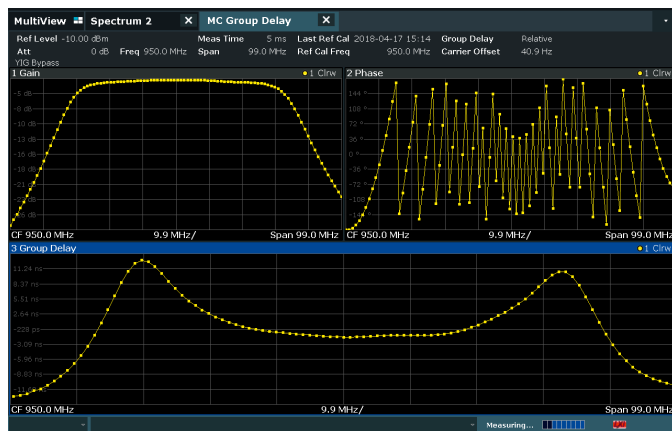 MultiView Spectrum 2 X MC Group Delay X
Ref Level -10.00 dBm Meas Time 5 ms Last Ref Cal 2018-04-17 15:14 Group Delay Relative
Att 0 dB Freq 950.0 MHz Span 99.0 MHz Ref Cal Freq 950.0 MHz Carrier Offset 40.9 Hz
YIG Bypass
1 Gain 1 Clrw 2 Phase 1 Clrw
-5 dB 144 °
108
-10 dB 72 °
-13 dB 36
-16 dB 0 °
-36 °
-72 °
-108
CF 950.0 MHz 9.9 MHz/ Span 99.0 MHz CF 950.0 MHz 9.9 MHz/ Span 99.0 MHz
3 Group Delay 1 Clrw
11.24 ns
8.37 ns
5.51 ns
2.64 ns
-229 ps
-3.09 ns
-5.96 ns
-8.83 ns
CF 950.0 MHz 9.9 MHz/ Span 99.0 MHz
Measuring...